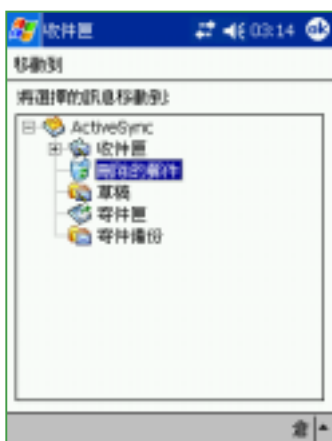 收件匣 03:14 ok
移動到
將選擇的訊息移動到:
ActiveSync
收件匣
刪除的郵件
草稿
寄件匣
寄件備份
倉